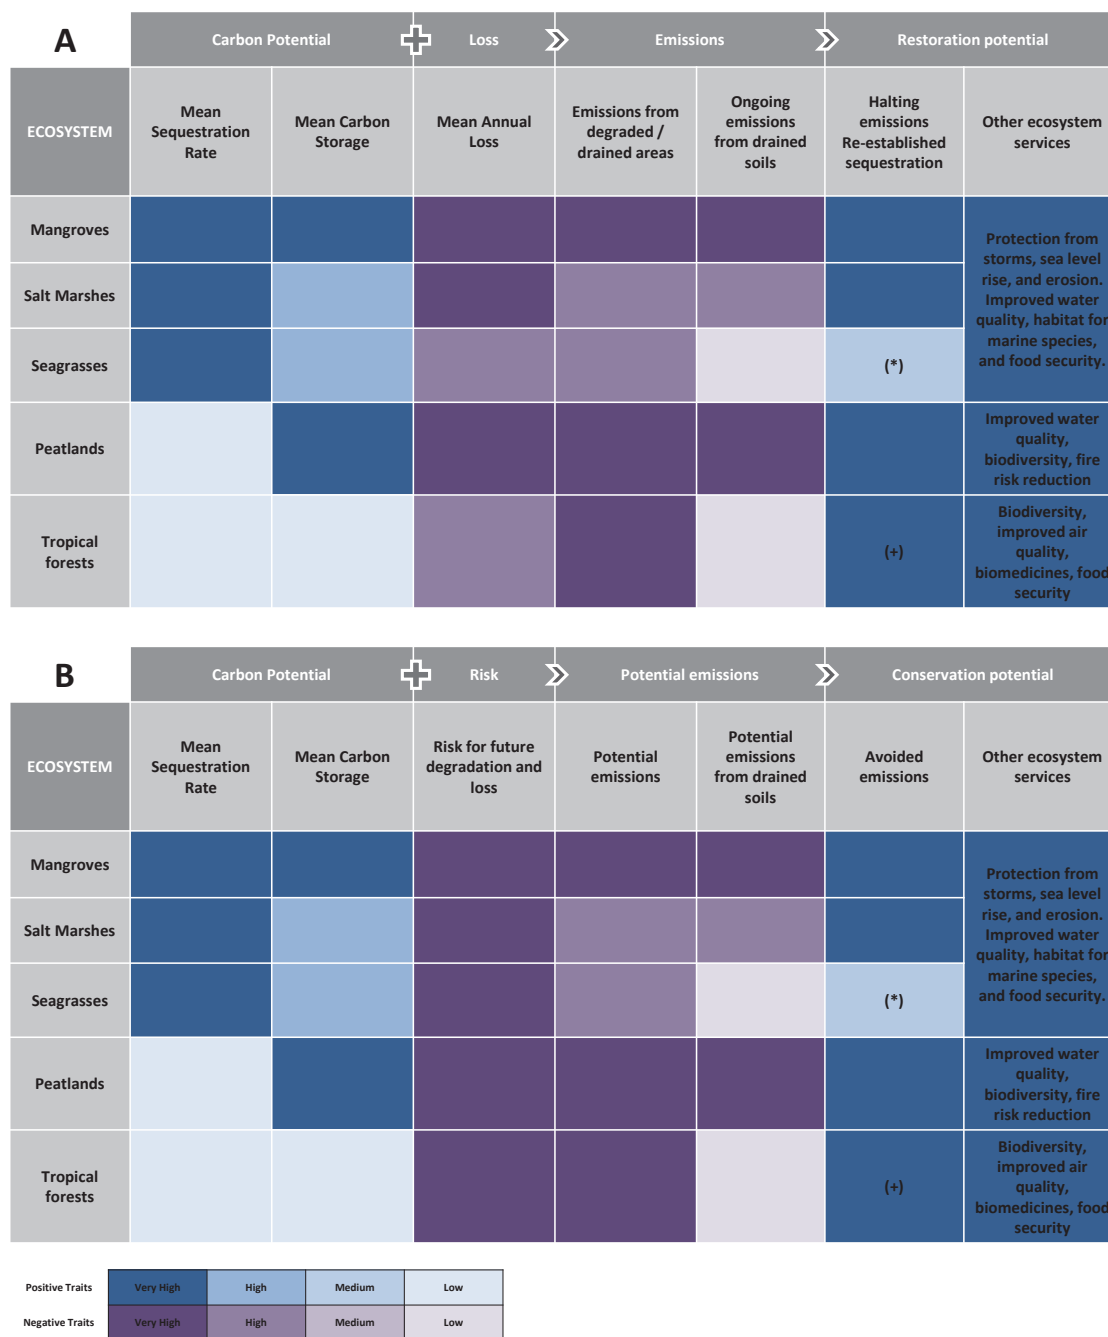 A
Carbon Potential
Loss
Emissions
Restoration potential
ECOSYSTEM
Mean
Sequestration
Rate
Mean Carbon
Storage
Mean Annual
Loss
Emissions from
degraded /
drained areas
Ongoing
emissions
from drained
soils
Halting
emissions
Re-established
sequestration
Other ecosystem
services
Mangroves
Salt Marshes
Seagrasses
(*)
Protection from
storms, sea level
rise, and erosion.
Improved water
quality, habitat for
marine species,
and food security.
Peatlands
Improved water
quality,
biodiversity, fire
risk reduction
Tropical
forests
(+)
Biodiversity,
improved air
quality,
biomedicines, food
security
B
Carbon Potential
Risk
Potential emissions
Conservation potential
ECOSYSTEM
Mean
Sequestration
Rate
Mean Carbon
Storage
Risk for future
degradation and
loss
Potential
emissions
Potential
emissions
from drained
soils
Avoided
emissions
Other ecosystem
services
Mangroves
Salt Marshes
Seagrasses
(*)
Protection from
storms, sea level
rise, and erosion.
Improved water
quality, habitat for
marine species,
and food security.
Peatlands
Improved water
quality,
biodiversity, fire
risk reduction
Tropical
forests
(+)
Biodiversity,
improved air
quality,
biomedicines, food
security
Positive Traits
Very High
High
Medium
Low
Negative Traits
Very High
High
Medium
Low